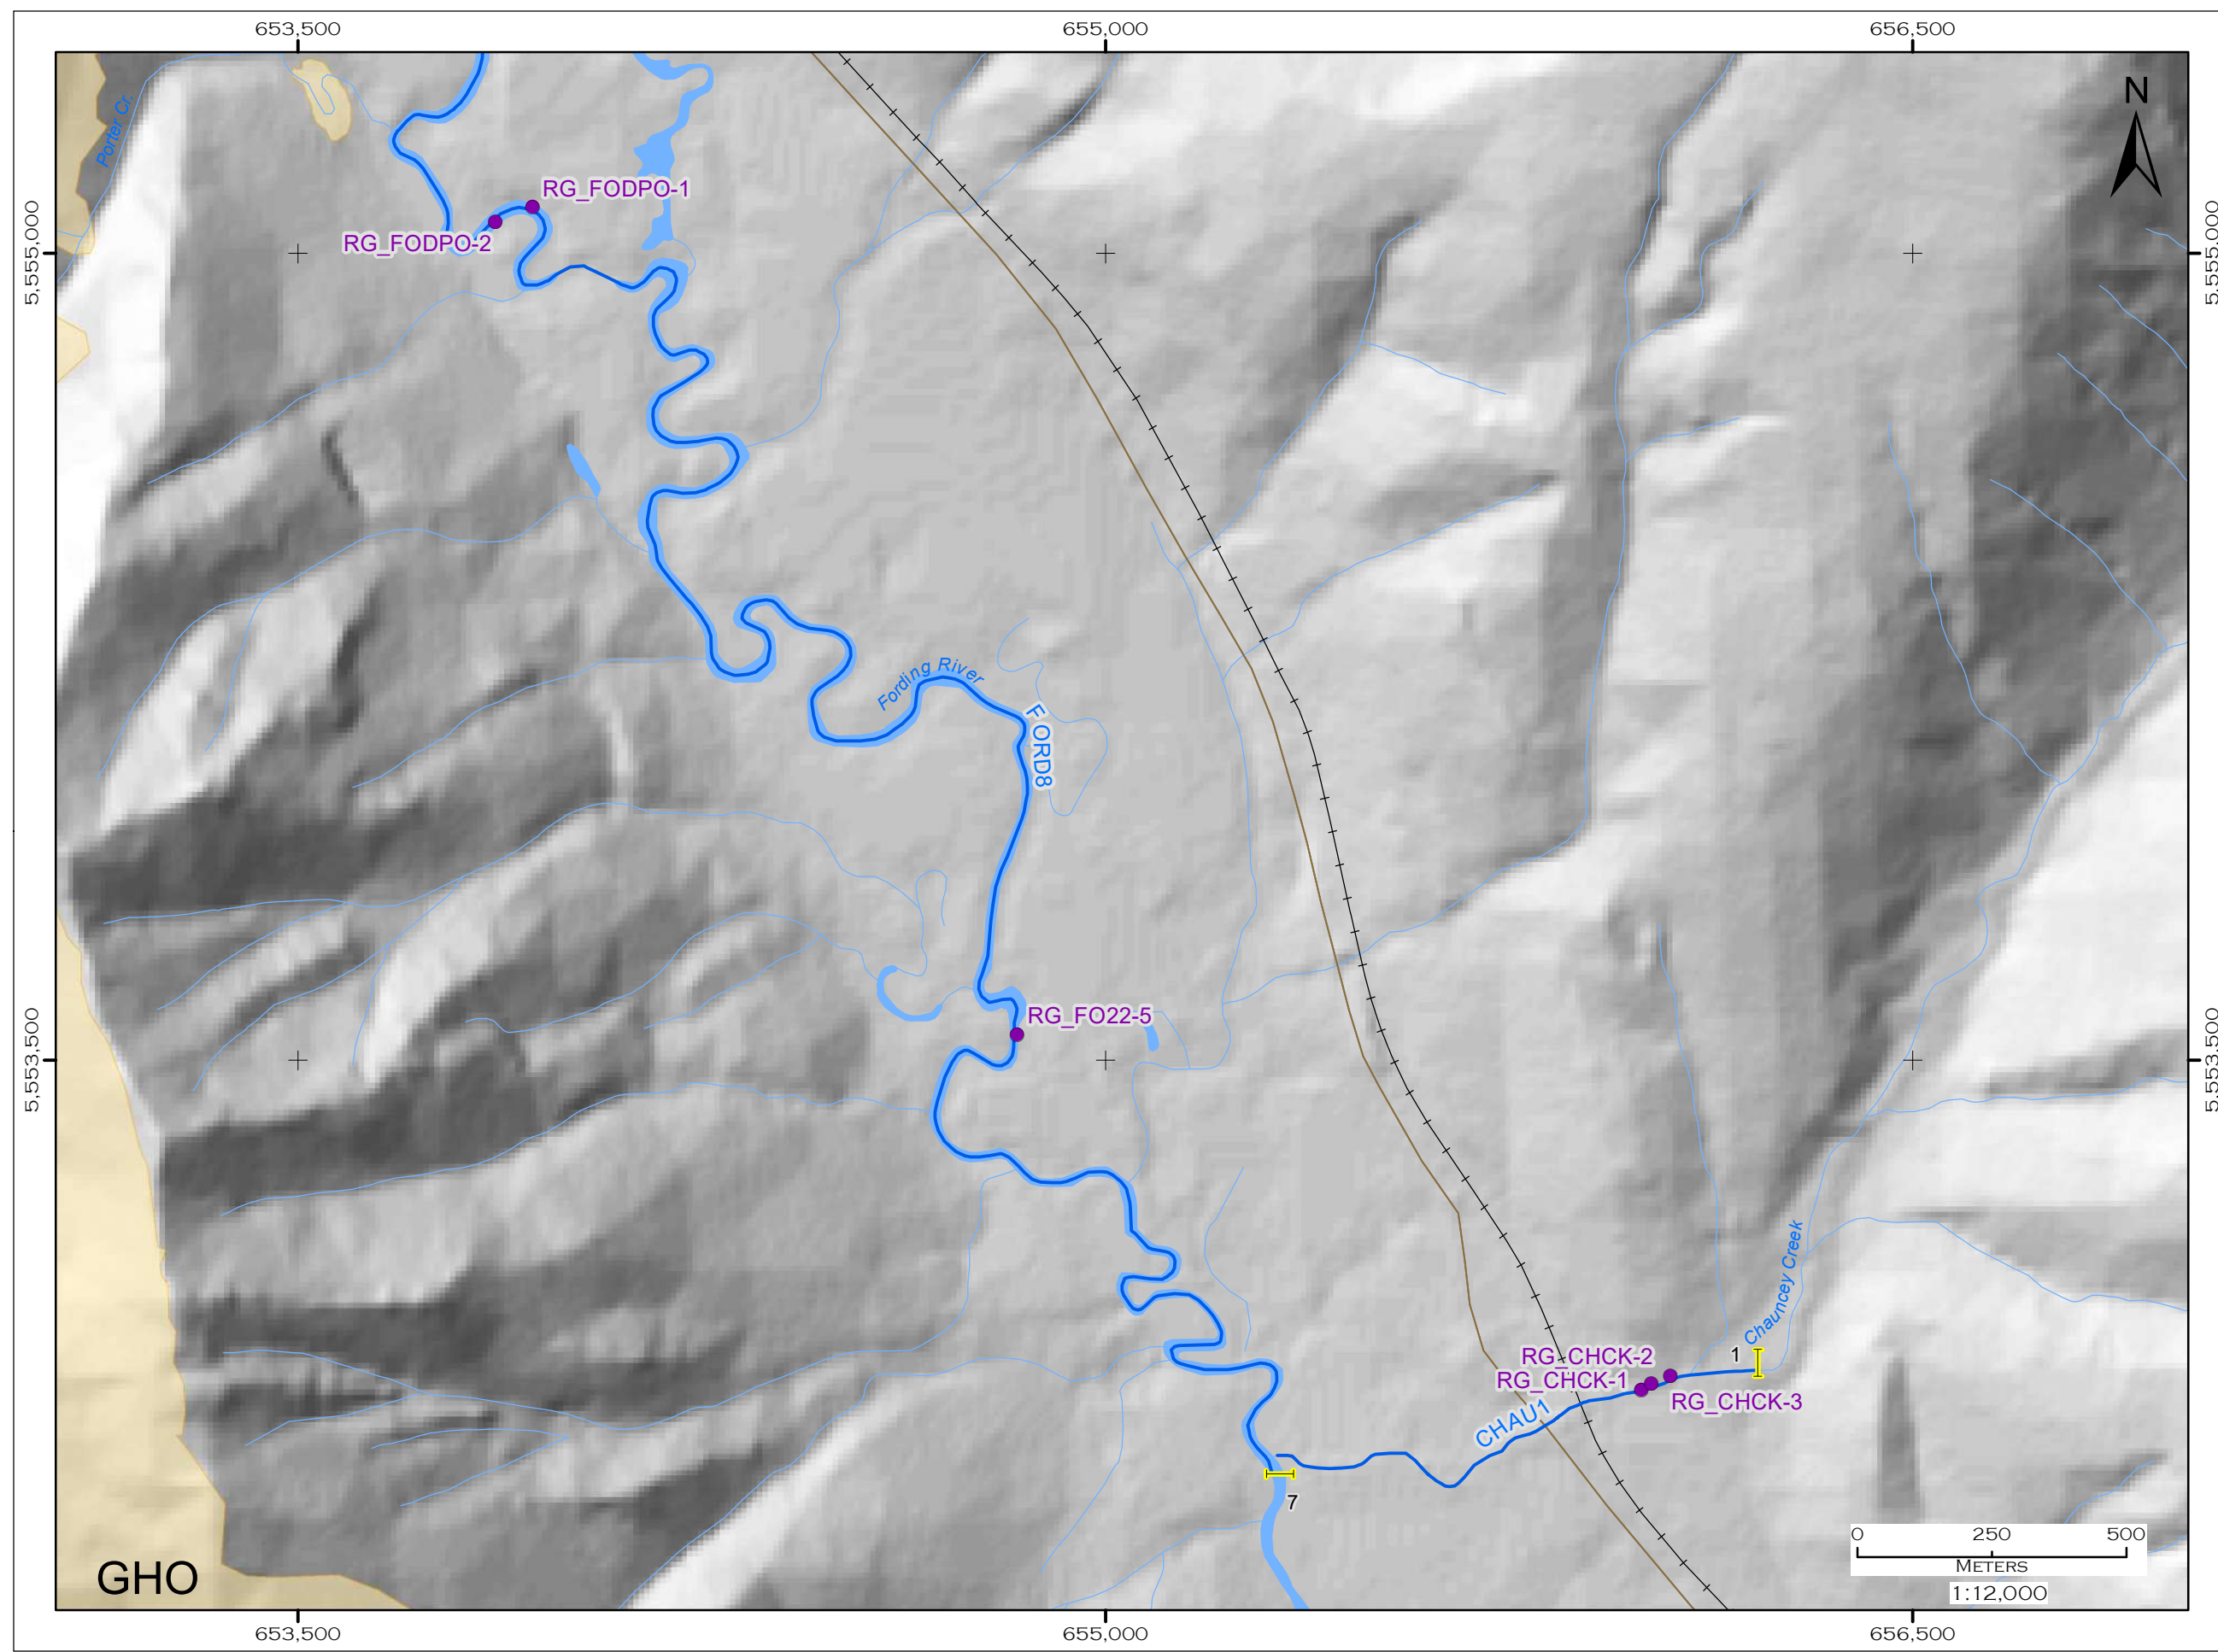 653,500
655,000
656,500
N
Porter Cr.
RG_FODPO-1
RG_FODPO-2
5,555,000
5,555,000
Fording River
FORD8
RG_FO22-5
5,553,500
5,553,500
Chauncey Creek
1
RG_CHCK-2
RG_CHCK-1
RG_CHCK-3
CHAU1
7
GHO
0 250 500
METERS
1:12,000
653,500
655,000
656,500